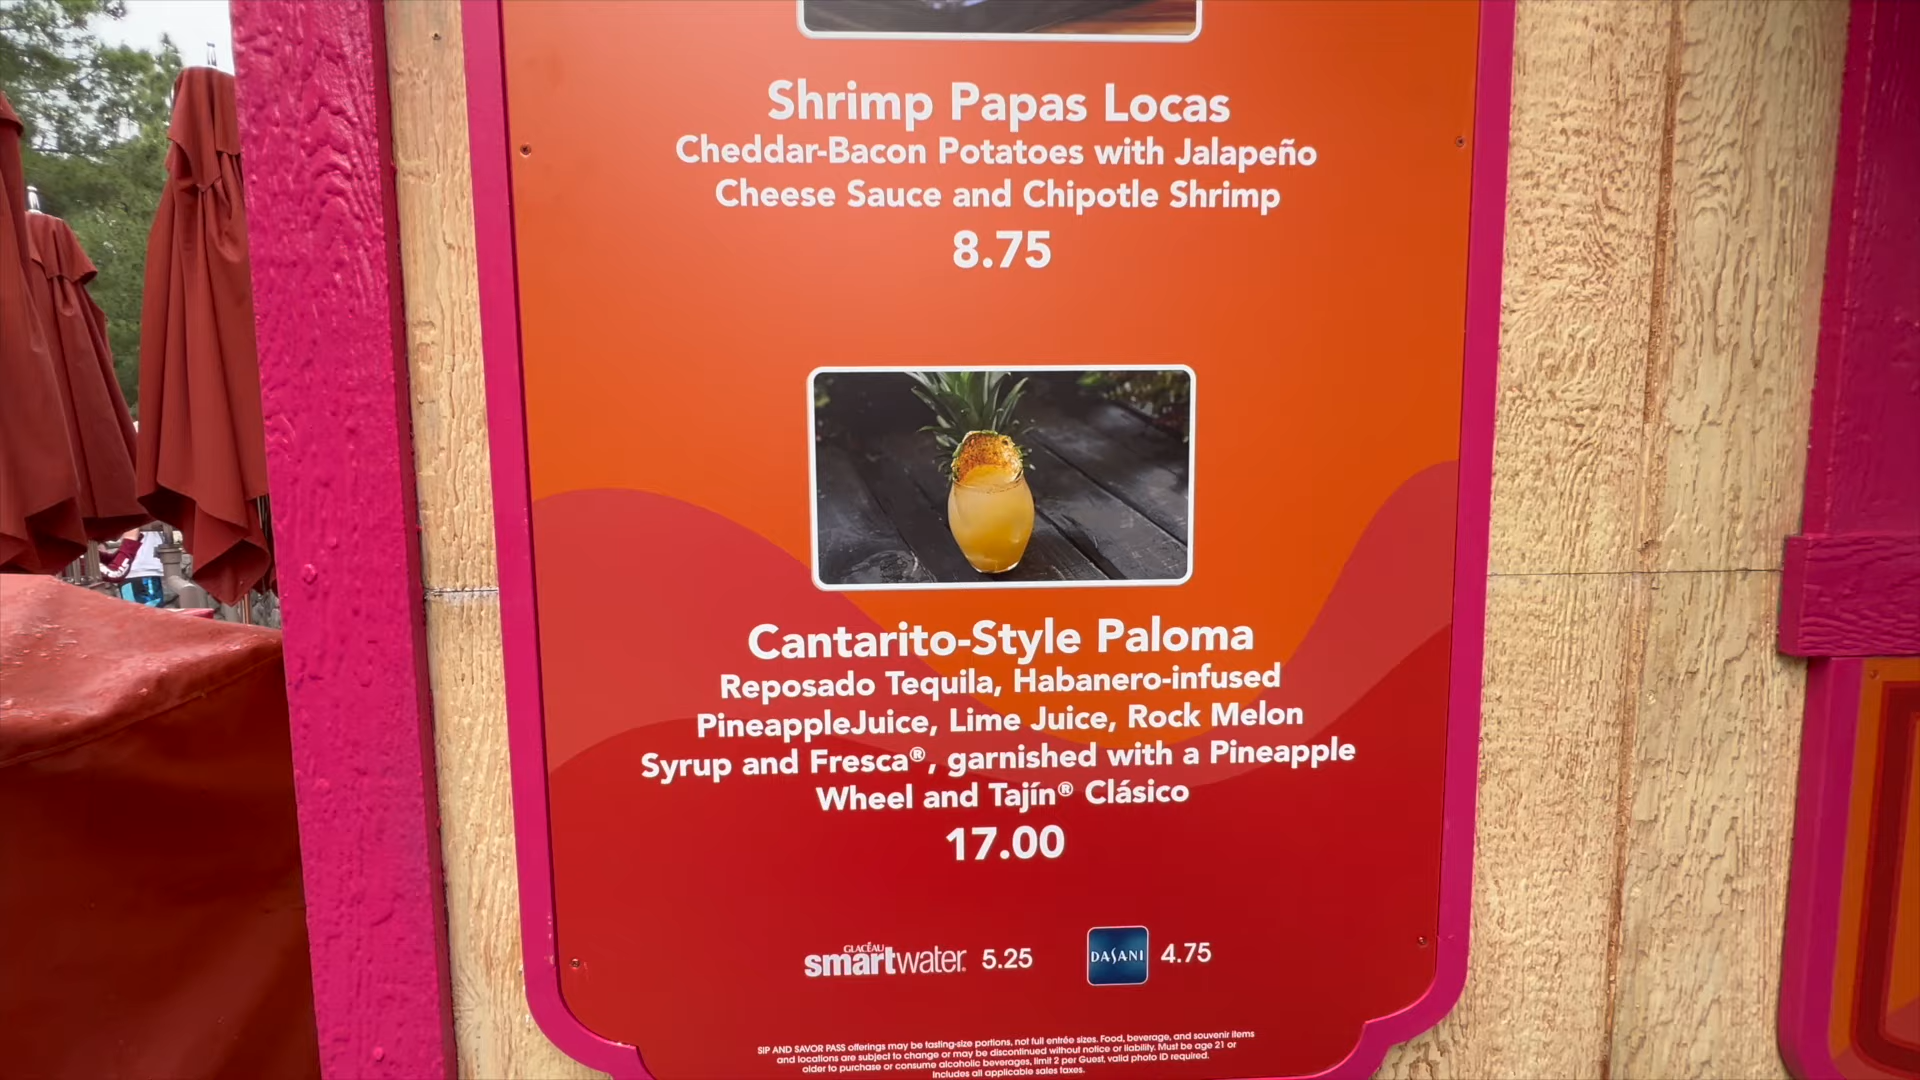 Shrimp Papas Locas
Cheddar-Bacon Potatoes with Jalapeño
Cheese Sauce and Chipotle Shrimp
8.75
Cantarito-Style Paloma
Reposado Tequila, Habanero-infused
PineappleJuice, Lime Juice, Rock Melon
Syrup and Fresca®, garnished with a Pineapple
Wheel and Tajín® Clásico
17.00
GLACÉAU
smartwater. 5.25
DASANI 4.75
SIP AND SAVOR PASS offerings may be tasting-size portions, not full entrée sizes. Food, beverage, and souvenir items
and locations are subject to change or may be discontinued without notice or liability. Must be age 21 or
older to purchase or consume alcoholic beverages, limit 2 per Guest, valid photo ID required.
Includes all applicable sales taxes.